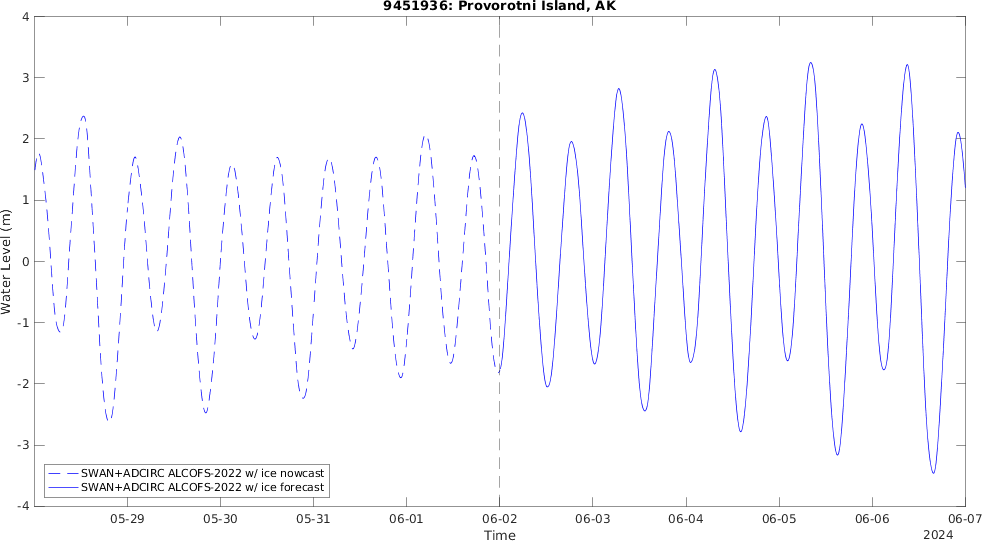 9451936: Provorotni Island, AK
4
3
2
1
0
-1
-2
-3
-4
Water Level (m)
SWAN+ADCIRC ALCOFS-2022 w/ ice nowcast
SWAN+ADCIRC ALCOFS-2022 w/ ice forecast
05-29 05-30 05-31 06-01 06-02 06-03 06-04 06-05 06-06 06-07
Time
2024